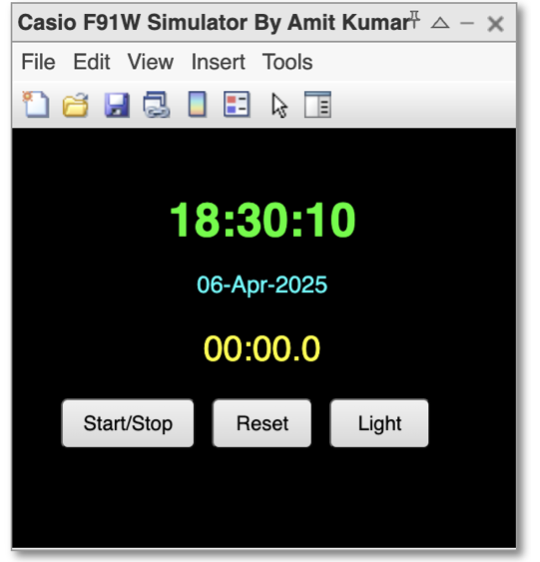 Casio F91W Simulator By Amit Kumar
File Edit View Insert Tools
18:30:10
06-Apr-2025
00:00.0
Start/Stop Reset Light